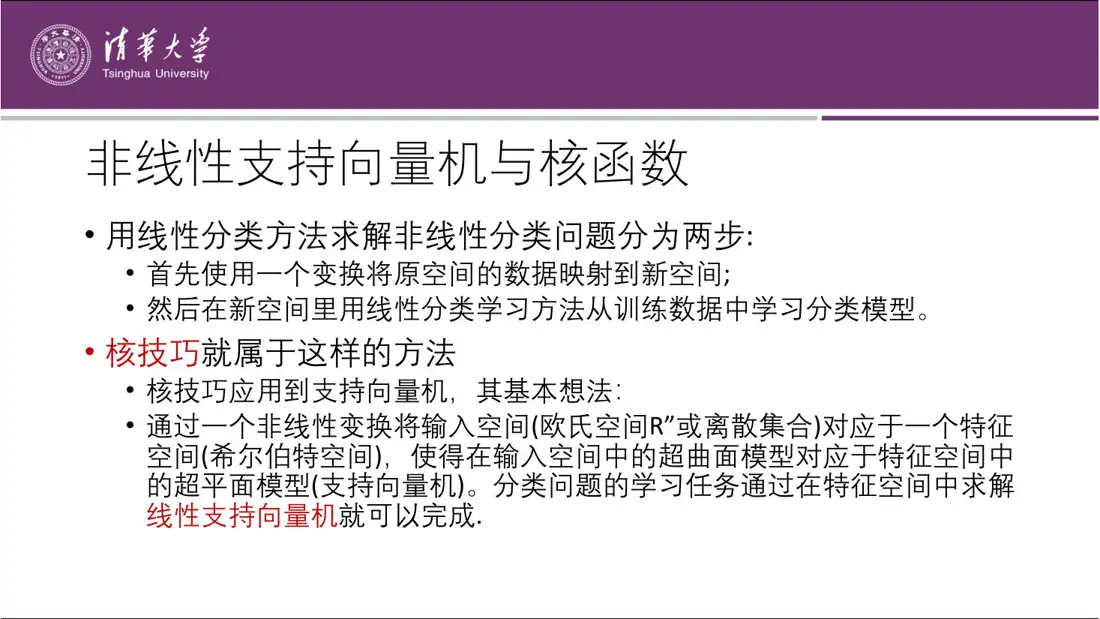 清华大学
Tsinghua University
非线性支持向量机与核函数
• 用线性分类方法求解非线性分类问题分为两步:
• 首先使用一个变换将原空间的数据映射到新空间;
• 然后在新空间里用线性分类学习方法从训练数据中学习分类模型。
• 核技巧就属于这样的方法
• 核技巧应用到支持向量机，其基本想法：
• 通过一个非线性变换将输入空间(欧氏空间R”或离散集合)对应于一个特征
空间(希尔伯特空间)，使得在输入空间中的超曲面模型对应于特征空间中
的超平面模型(支持向量机)。分类问题的学习任务通过在特征空间中求解
线性支持向量机就可以完成.